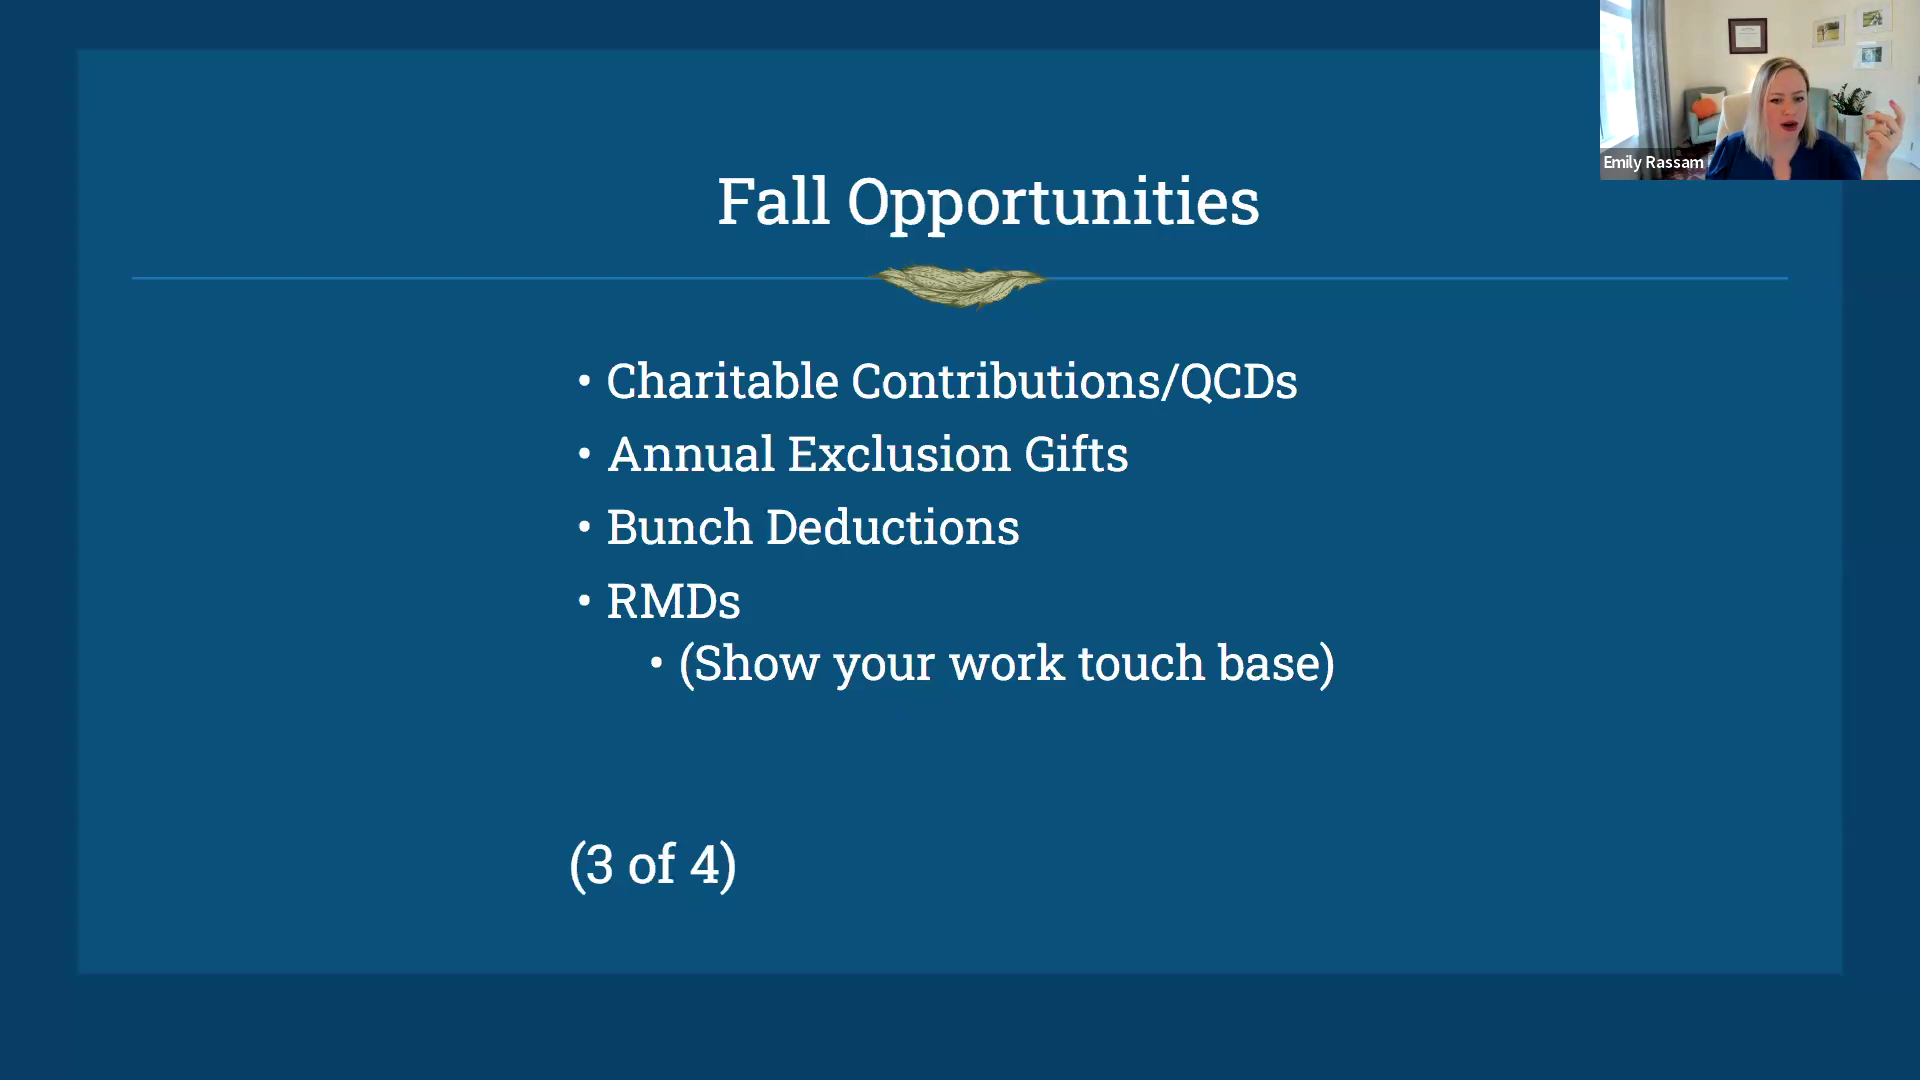 Emily Rassam
Fall Opportunities
• Charitable Contributions/QCDs
• Annual Exclusion Gifts
• Bunch Deductions
• RMDs
• (Show your work touch base)
(3 of 4)